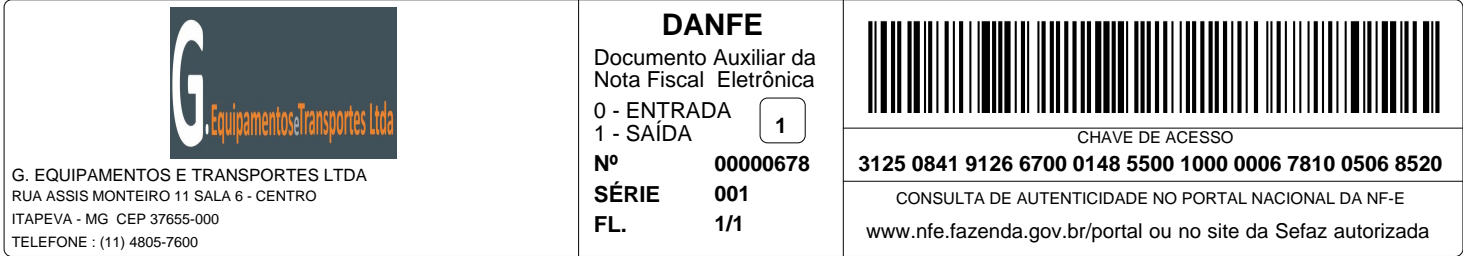 G.EquipamentoseTransportes Ltda
G. EQUIPAMENTOS E TRANSPORTES LTDA
RUA ASSIS MONTEIRO 11 SALA 6 - CENTRO
ITAPEVA - MG CEP 37655-000
TELEFONE : (11) 4805-7600
DANFE
Documento Auxiliar da
Nota Fiscal Eletrônica
0 - ENTRADA
1 - SAÍDA
1
Nº 00000678
SÉRIE 001
FL. 1/1
CHAVE DE ACESSO
3125 0841 9126 6700 0148 5500 1000 0006 7810 0506 8520
CONSULTA DE AUTENTICIDADE NO PORTAL NACIONAL DA NF-E
www.nfe.fazenda.gov.br/portal ou no site da Sefaz autorizada